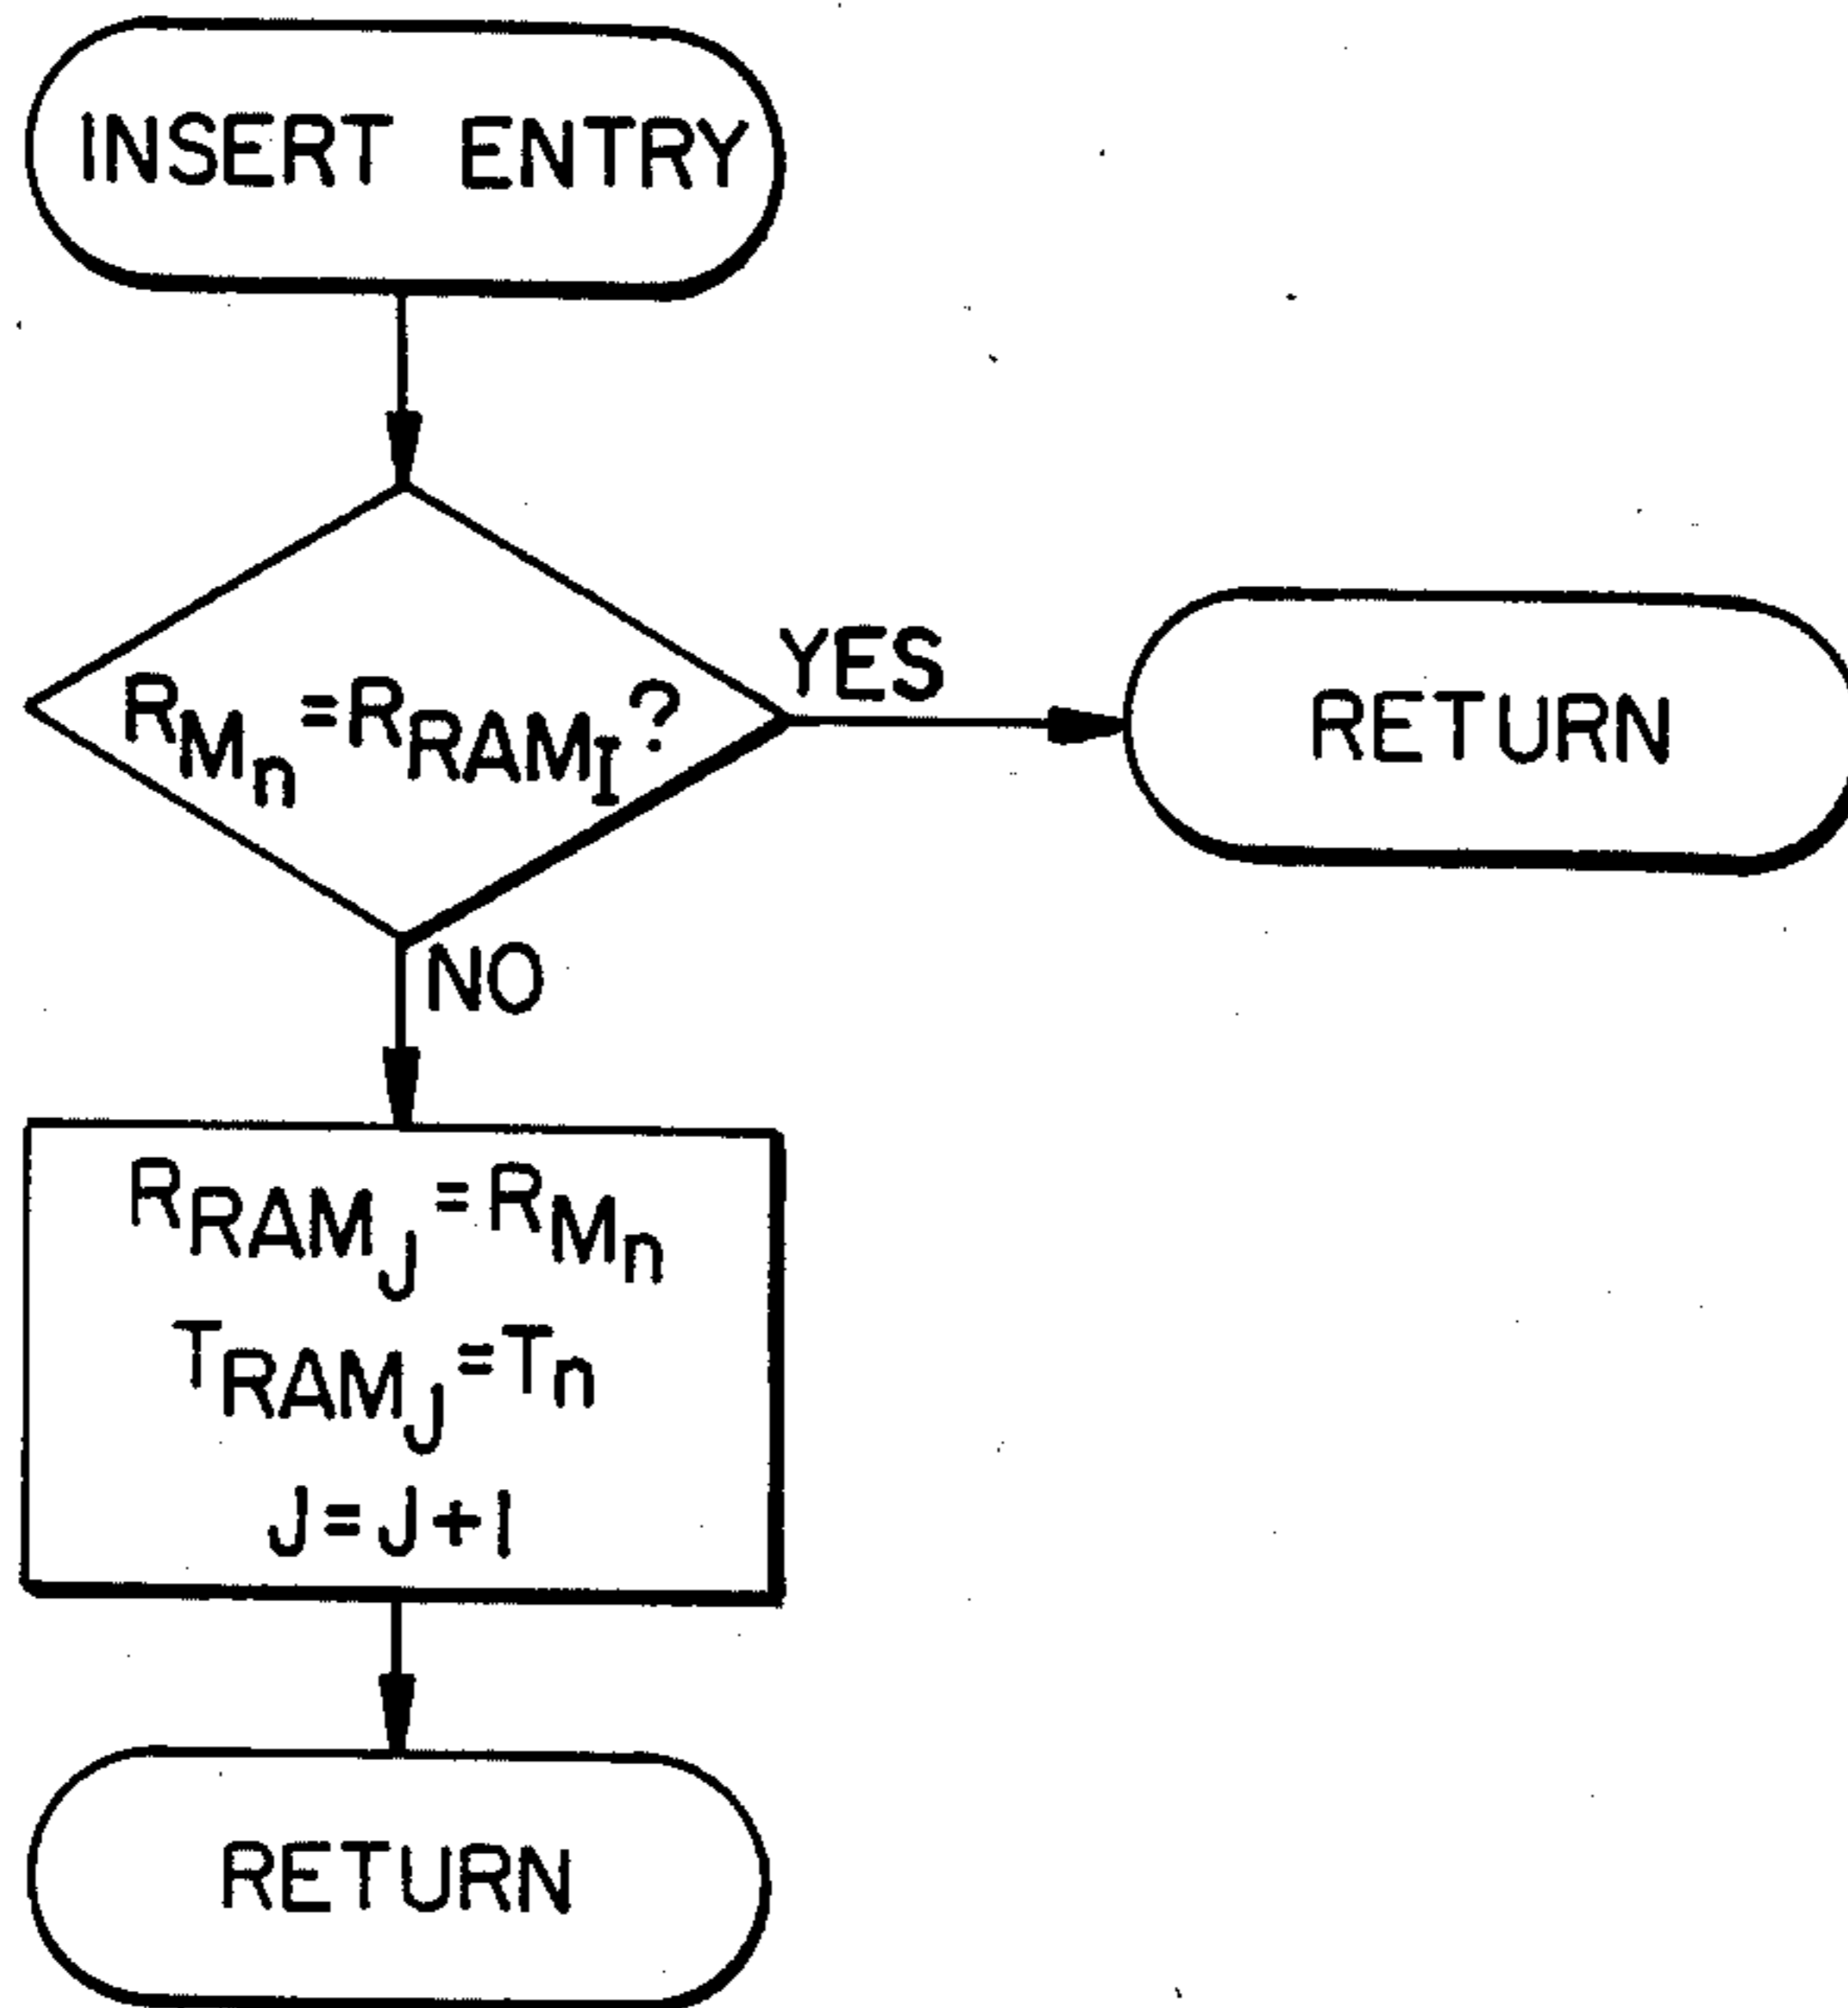 INSERT ENTRY
R_{M_n}=R_{RAM_I}?
YES
RETURN
NO
R_{RAM_J}=R_{M_n}
T_{RAM_J}=T_n
J=J+1
RETURN